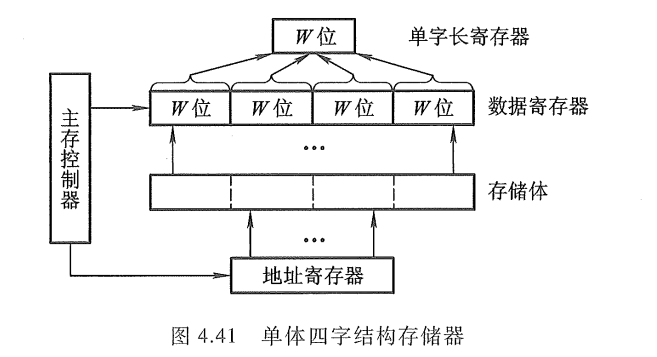 W 位 单字长寄存器
W 位 W 位 W 位 W 位 数据寄存器
主存控制器
…
存储体
…
地址寄存器
图 4.41 单体四字结构存储器